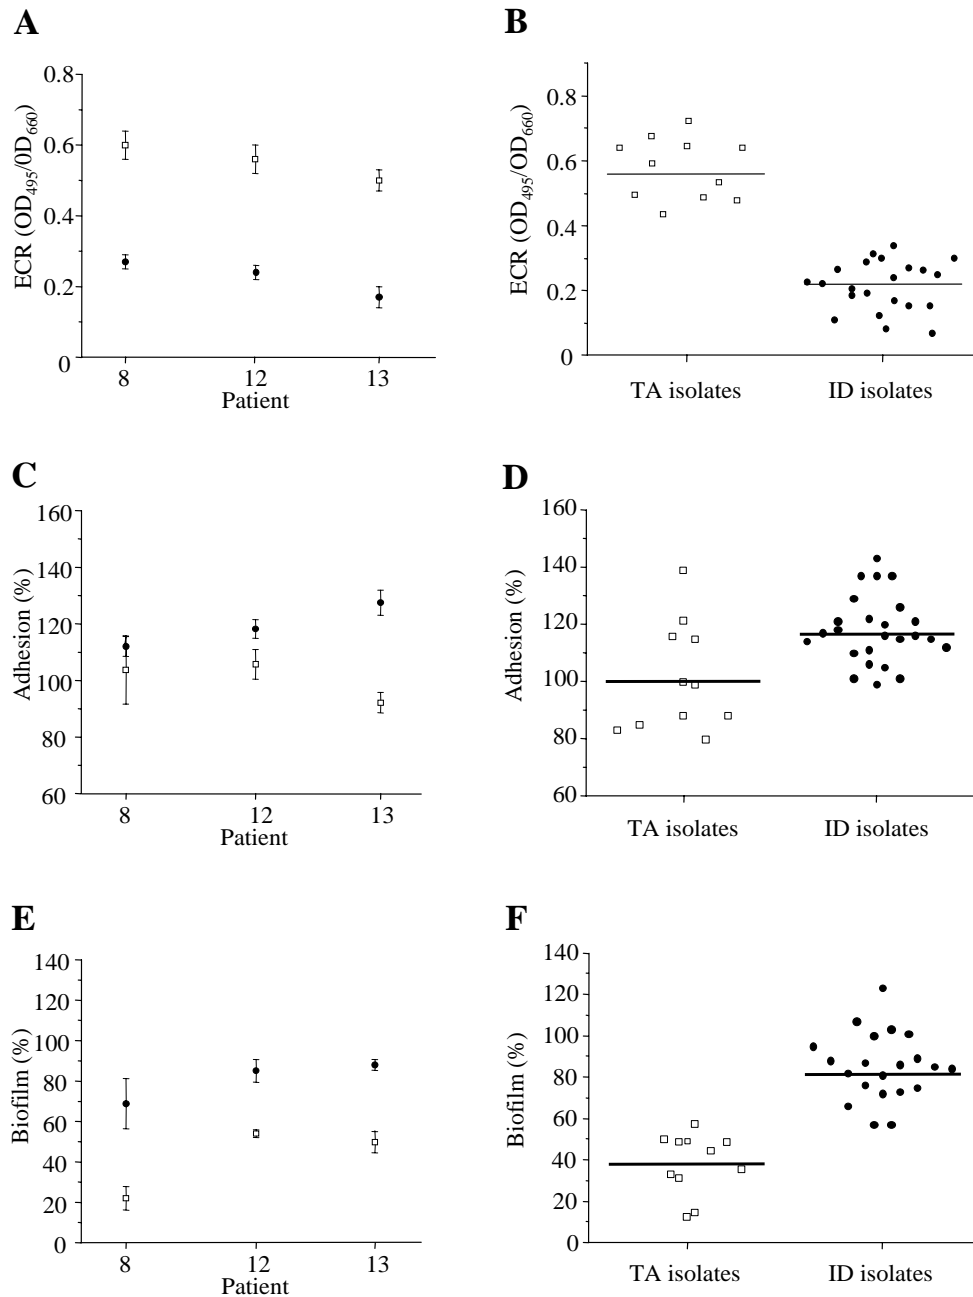 A
ECR (OD495/0D660)
0.8
0.6
0.4
0.2
0
8 12 13
Patient
B
ECR (OD495/OD660)
0.8
0.6
0.4
0.2
0
TA isolates ID isolates
C
Adhesion (%)
160
140
120
100
80
60
8 12 13
Patient
D
Adhesion (%)
160
140
120
100
80
60
TA isolates ID isolates
E
Biofilm (%)
140
120
100
80
60
40
20
0
8 12 13
Patient
F
Biofilm (%)
140
120
100
80
60
40
20
0
TA isolates ID isolates